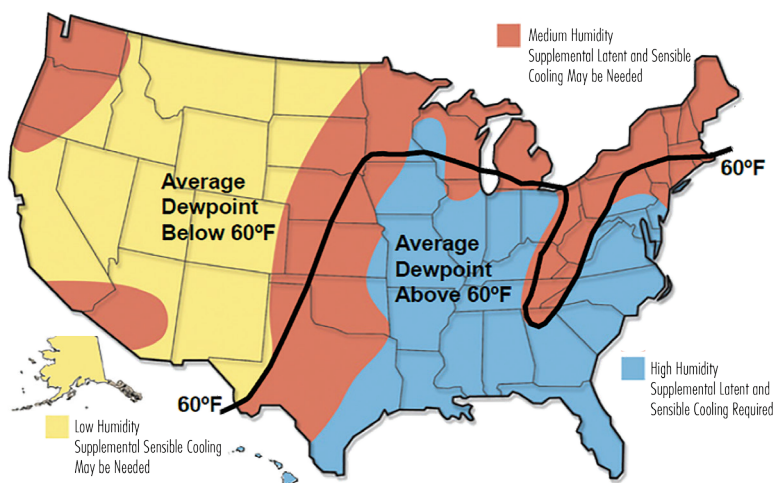 Medium Humidity
Supplemental Latent and Sensible
Cooling May be Needed
60ºF
Average
Dewpoint
Below 60ºF
Average
Dewpoint
Above 60ºF
60ºF
High Humidity
Supplemental Latent and
Sensible Cooling Required
Low Humidity
Supplemental Sensible Cooling
May be Needed